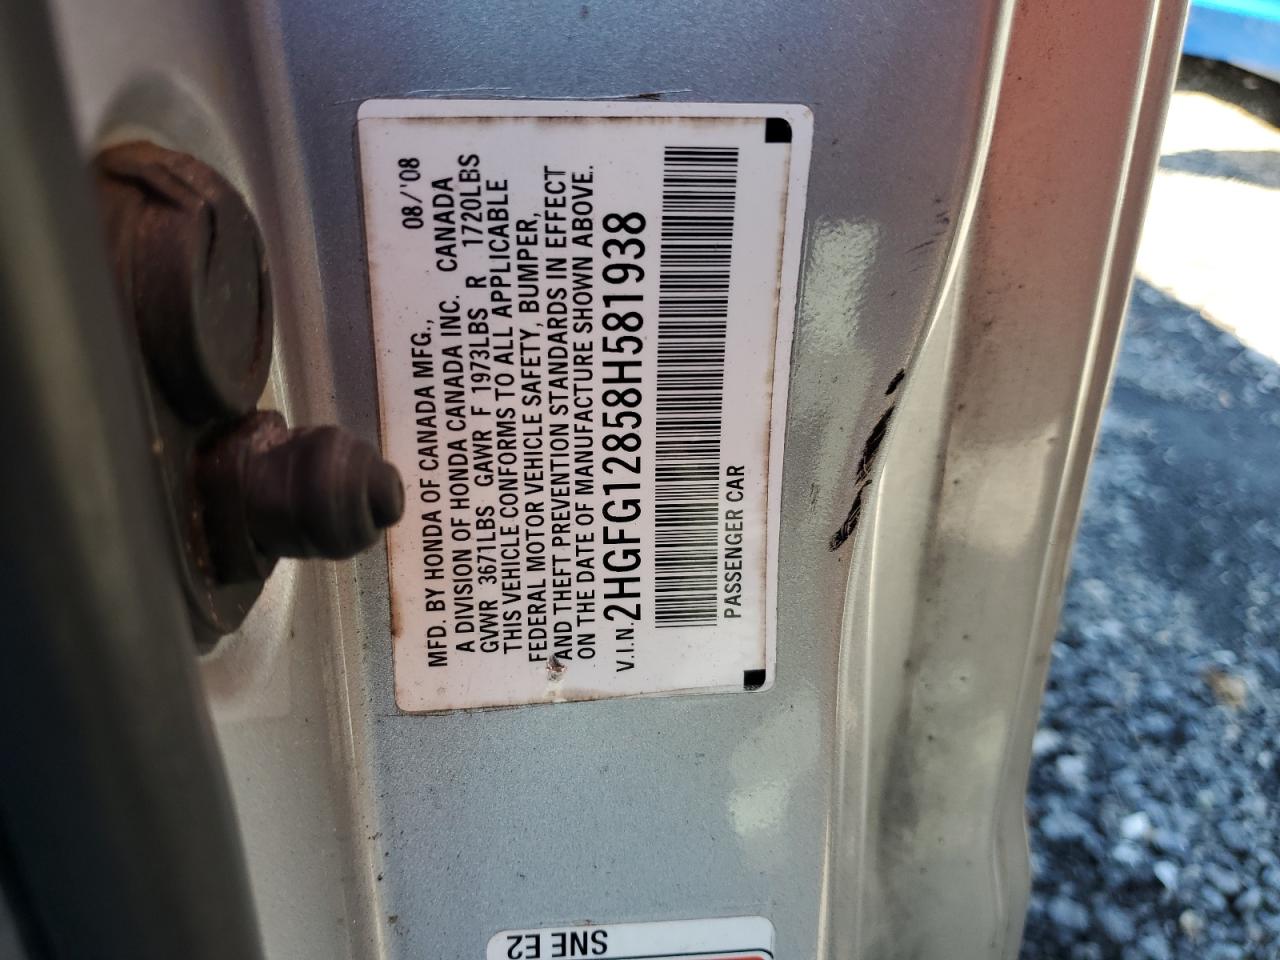 MFD. BY HONDA OF CANADA MFG., 08/'08
A DIVISION OF HONDA CANADA INC. CANADA
GVWR 3671LBS GAWR F 1973LBS R 1720LBS
THIS VEHICLE CONFORMS TO ALL APPLICABLE
FEDERAL MOTOR VEHICLE SAFETY, BUMPER,
AND THEFT PREVENTION STANDARDS IN EFFECT
ON THE DATE OF MANUFACTURE SHOWN ABOVE.
V.I.N. 2HGFG12858H581938
PASSENGER CAR
SNE E2